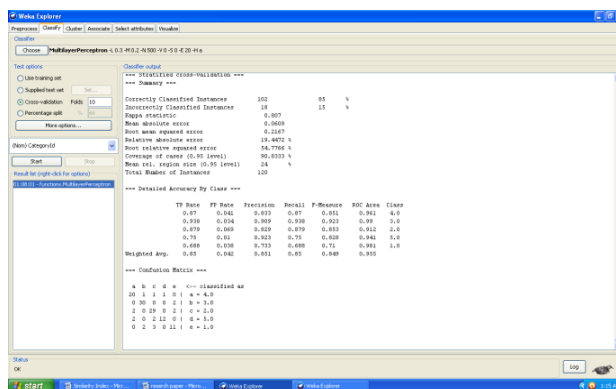 Weka Explorer
Preprocess Classify Cluster Associate Select attributes Visualize
Classifier
Choose MultilayerPerceptron -L 0.3 -M 0.2 -N 500 -V 0 -S 0 -E 20 -H a
Test options
Use training set
Supplied test set Set...
Cross-validation Folds 10
Percentage split % 66
More options...
(Nom) CategoryId
Start Stop
Result list (right-click for options)
01:08:01 - functions.MultilayerPerceptron
Classifier output
=== Stratified cross-validation ===
=== Summary ===
Correctly Classified Instances 102 85 %
Incorrectly Classified Instances 18 15 %
Kappa statistic 0.807
Mean absolute error 0.0609
Root mean squared error 0.2167
Relative absolute error 19.4472 %
Root relative squared error 54.7766 %
Coverage of cases (0.95 level) 90.8333 %
Mean rel. region size (0.95 level) 24 %
Total Number of Instances 120
=== Detailed Accuracy By Class ===
TP Rate FP Rate Precision Recall F-Measure ROC Area Class
0.87 0.041 0.833 0.87 0.851 0.961 4.0
0.938 0.034 0.909 0.938 0.923 0.99 3.0
0.879 0.069 0.829 0.879 0.853 0.912 2.0
0.75 0.01 0.923 0.75 0.828 0.941 5.0
0.688 0.038 0.733 0.688 0.71 0.981 1.0
Weighted Avg. 0.85 0.042 0.851 0.85 0.849 0.955
=== Confusion Matrix ===
a b c d e <-- classified as
20 1 1 1 0 | a = 4.0
0 30 0 0 2 | b = 3.0
2 0 29 0 2 | c = 2.0
2 0 2 12 0 | d = 5.0
0 2 3 0 11 | e = 1.0
Status
OK
Log
start Similarity Index - Mic... research paper - Micro... Weka Explorer Weka Explorer